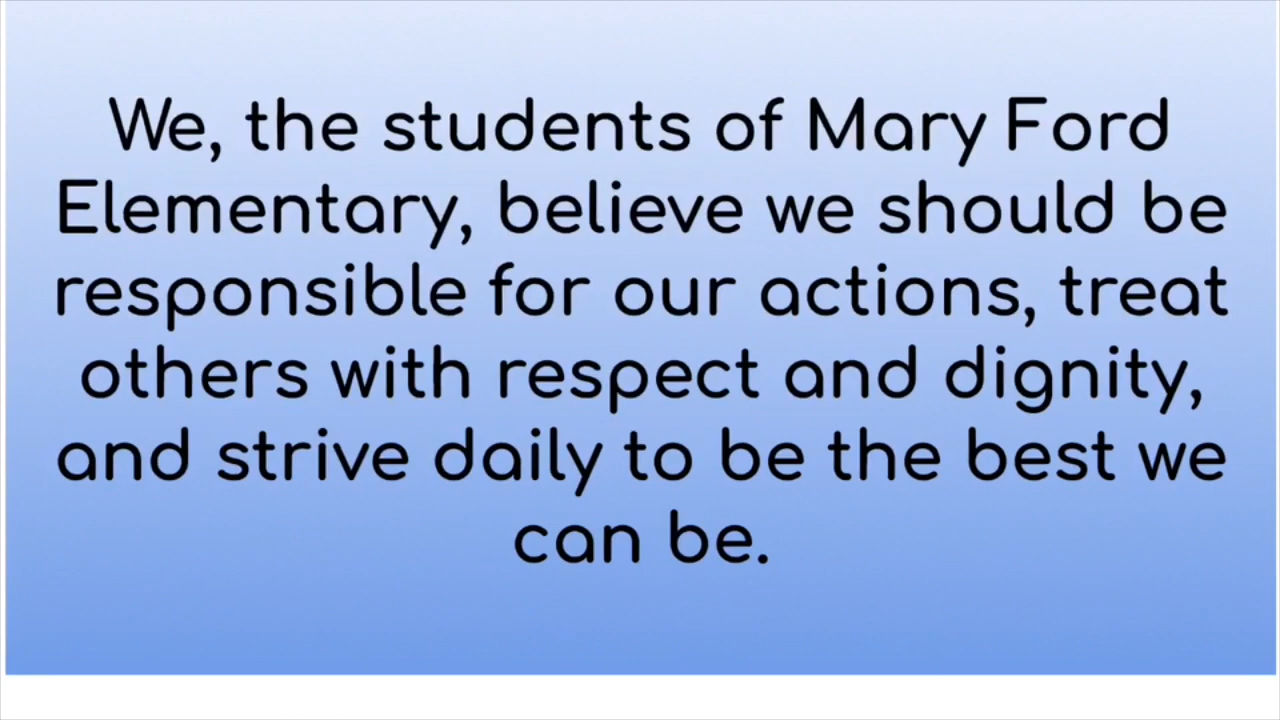 We, the students of Mary Ford
Elementary, believe we should be
responsible for our actions, treat
others with respect and dignity,
and strive daily to be the best we
can be.